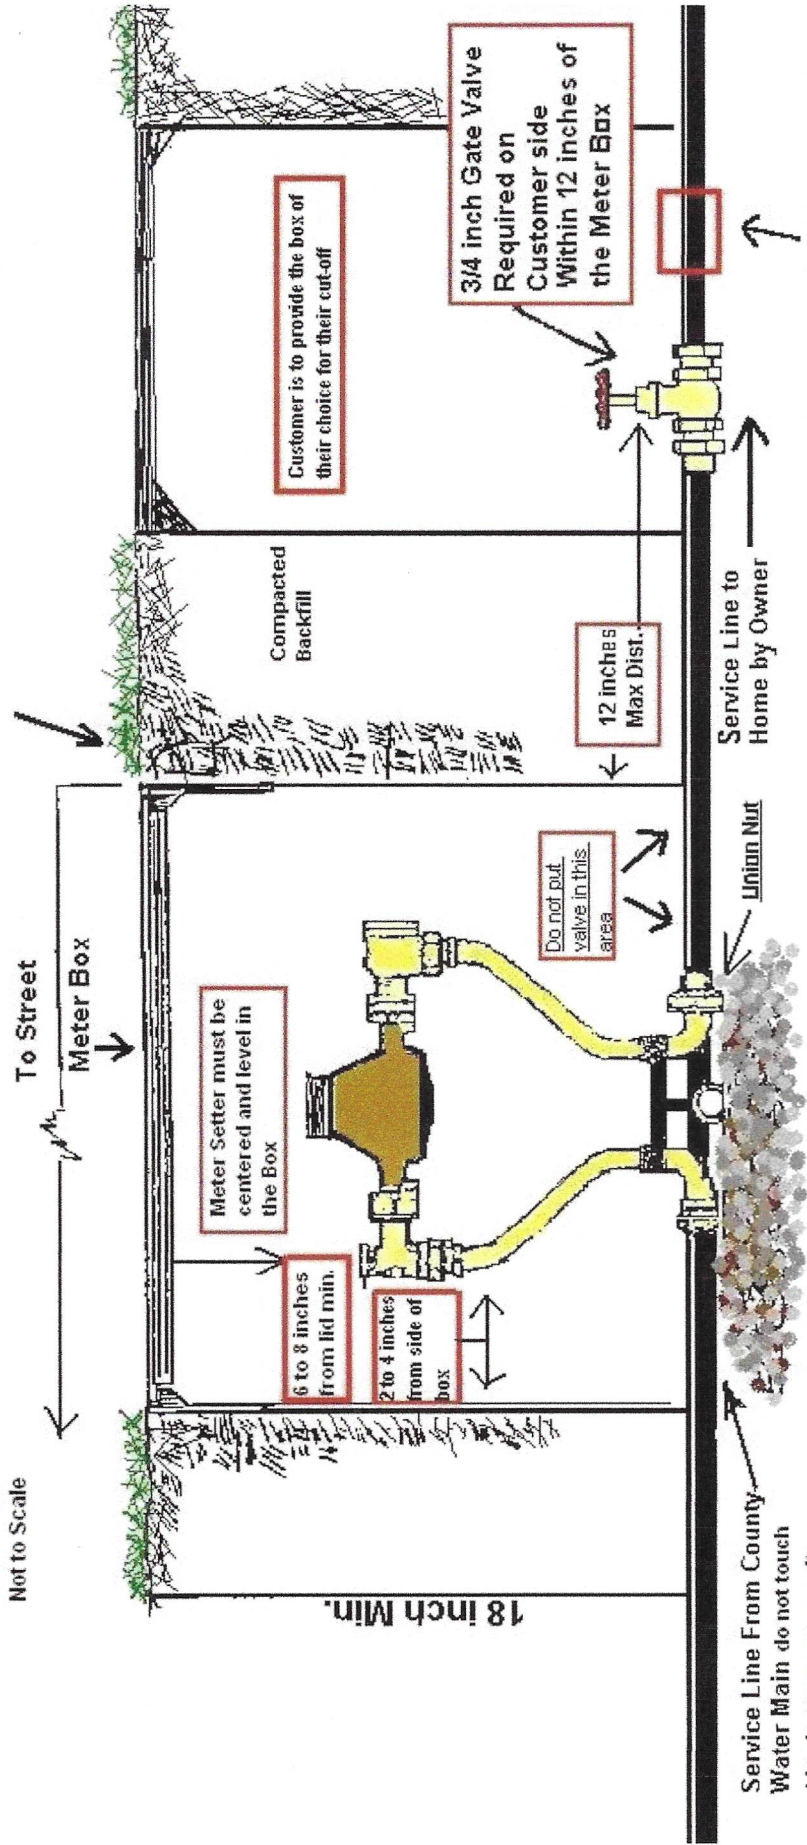 Not to Scale
To Street
Meter Box
Meter Setter must be
centered and level in
the Box
6 to 8 inches
from lid min.
2 to 4 inches
from side of
box
18 inch Min.
Compacted
Backfill
Customer is to provide the box of
their choice for their cut-off
3/4 inch Gate Valve
Required on
Customer side
Within 12 inches of
the Meter Box
12 inches
Max Dist.
Do not put
valve in this
area
Union Nut
Service Line to
Home by Owner
Service Line From County
Water Main do not touch